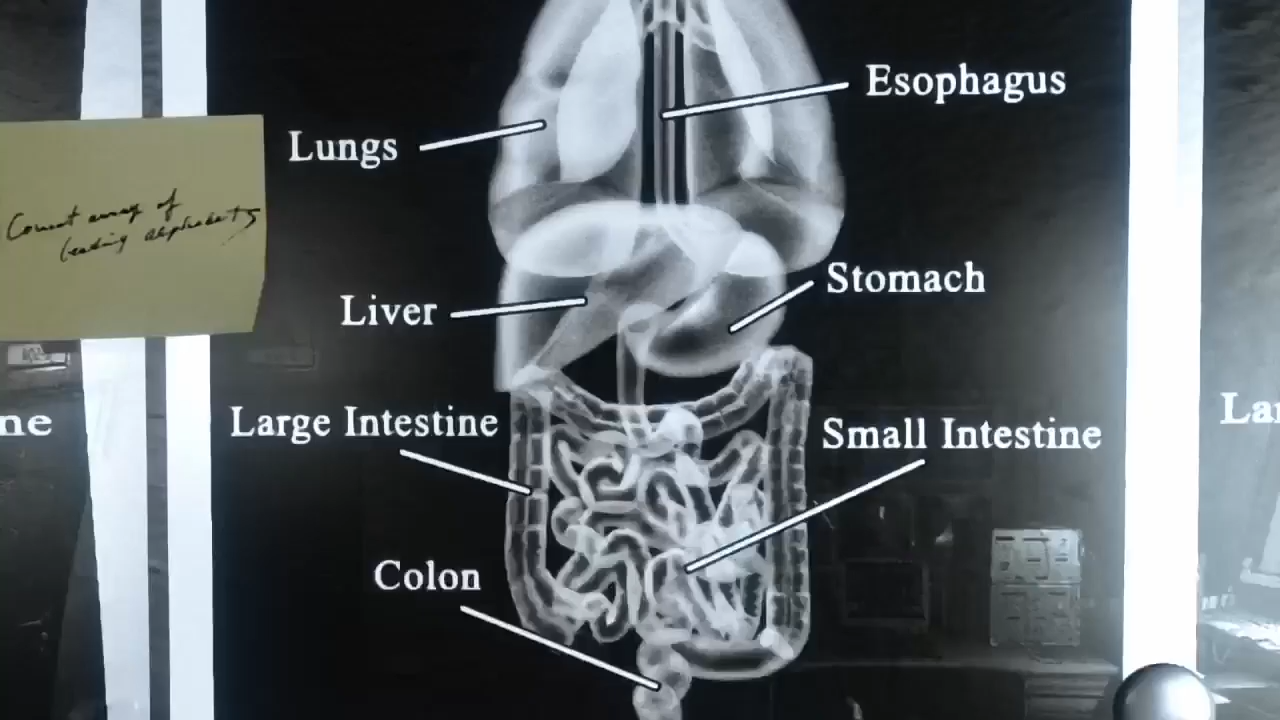 Esophagus
Lungs
Count array of
leading alphabets
Stomach
Liver
Large Intestine
Small Intestine
ne
La
Colon